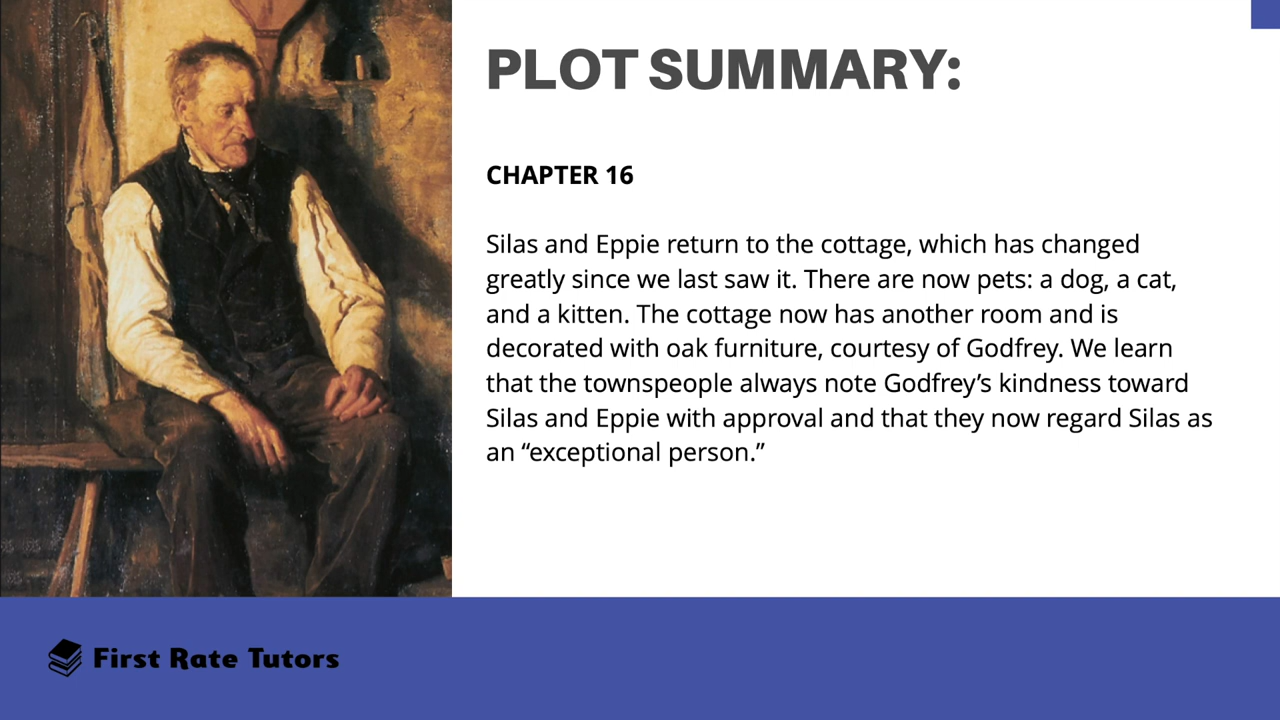 PLOT SUMMARY:
CHAPTER 16
Silas and Eppie return to the cottage, which has changed
greatly since we last saw it. There are now pets: a dog, a cat,
and a kitten. The cottage now has another room and is
decorated with oak furniture, courtesy of Godfrey. We learn
that the townspeople always note Godfrey’s kindness toward
Silas and Eppie with approval and that they now regard Silas as
an “exceptional person.”
First Rate Tutors